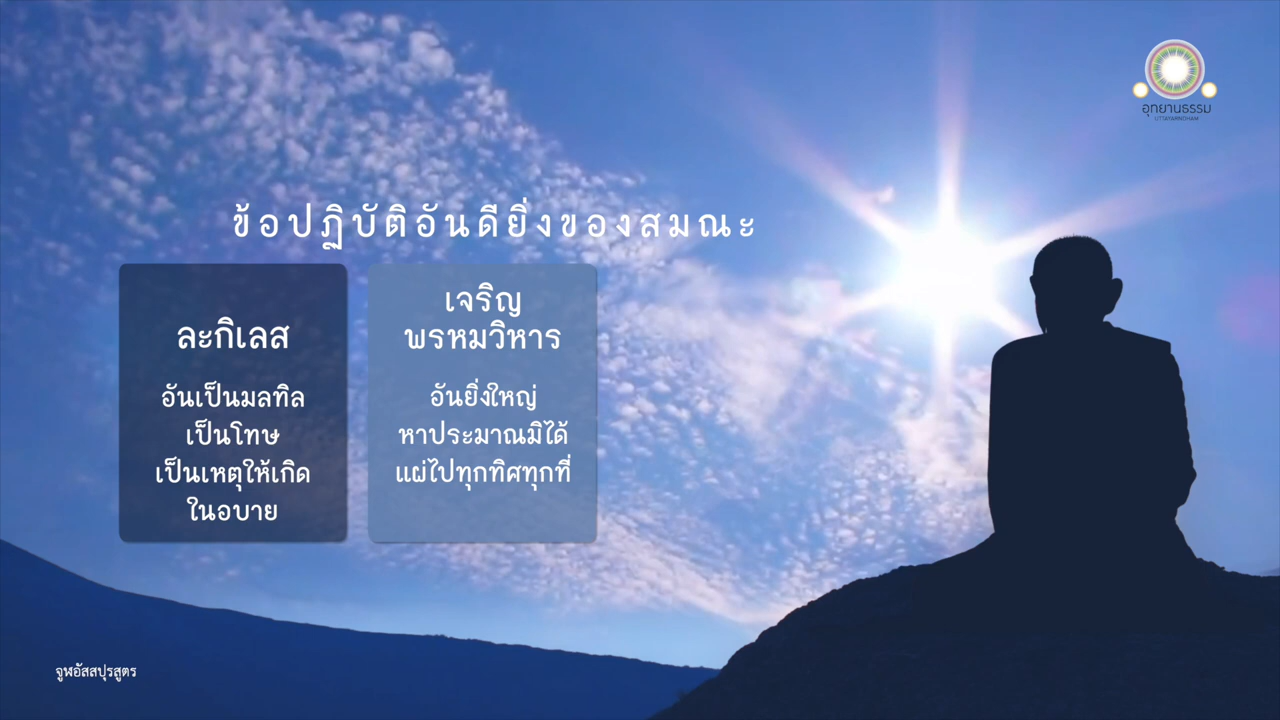 อุทยานธรรม
UTTAYARNDHAM
ข้อปฏิบัติอันดียิ่งของสมณะ
ละกิเลส
อันเป็นมลทิล
เป็นโทษ
เป็นเหตุให้เกิด
ในอบาย
เจริญ
พรหมวิหาร
อันยิ่งใหญ่
หาประมาณมิได้
แผ่ไปทุกทิศทุกที่
จูฬอัสสปุรสูตร